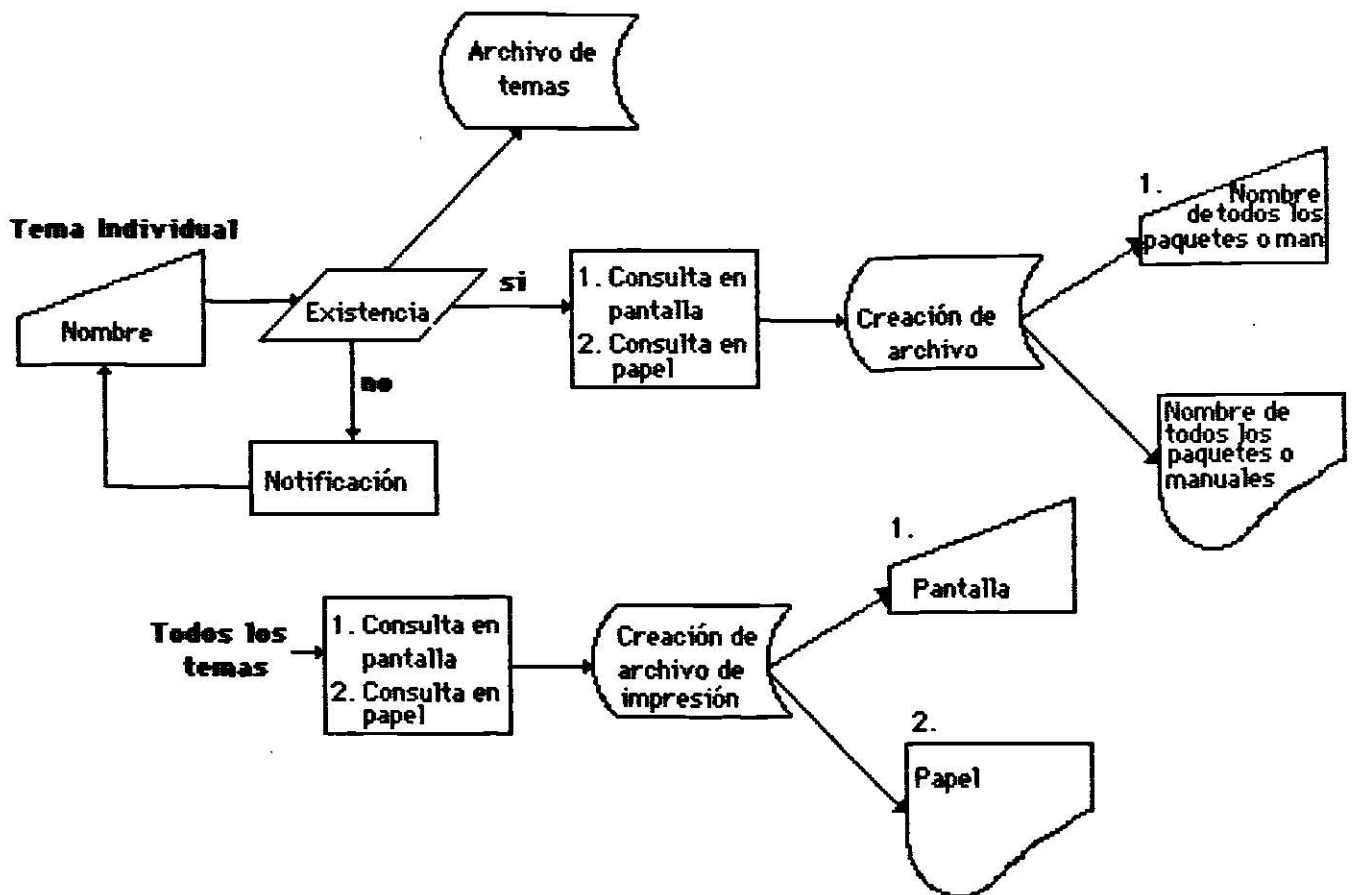 Archivo de
temas
Tema Individual
Nombre
Existencia
si
no
Notificación
1. Consulta en
pantalla
2. Consulta en
papel
Creación de
archivo
1.
Nombre
de todos los
paquetes o man
Nombre de
todos los
paquetes o
manuales
Todos los
temas
1. Consulta en
pantalla
2. Consulta en
papel
Creación de
archivo de
impresión
1.
Pantalla
2.
Papel